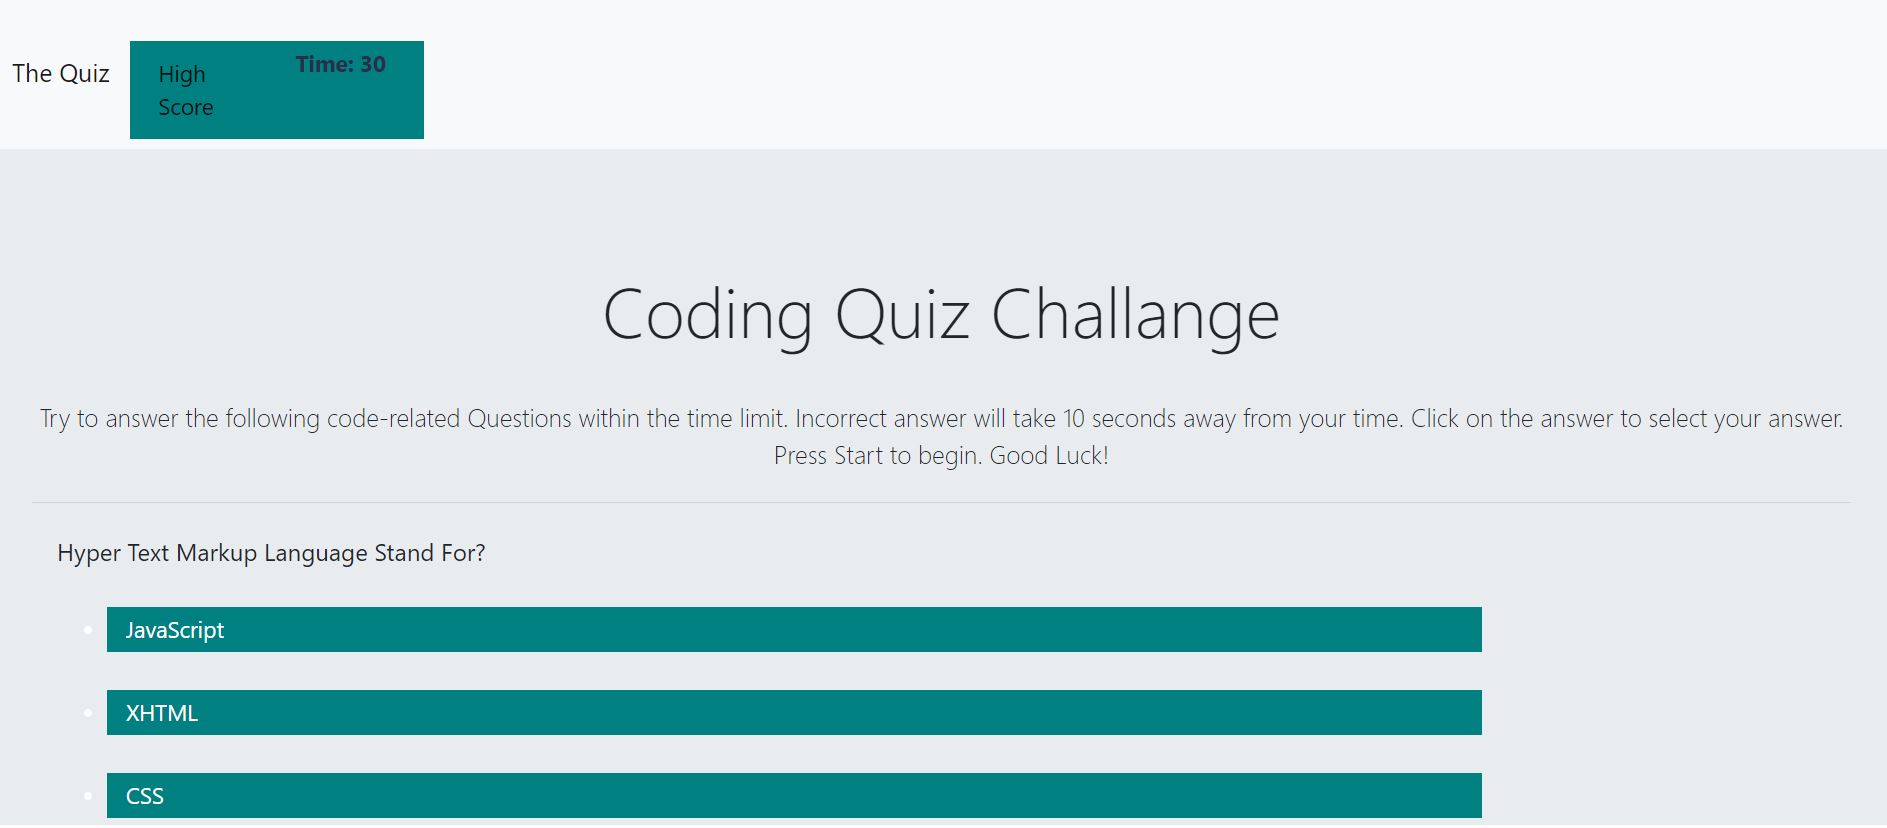 The Quiz
High
Score
Time: 30
Coding Quiz Challange
Try to answer the following code-related Questions within the time limit. Incorrect answer will take 10 seconds away from your time. Click on the answer to select your answer.
Press Start to begin. Good Luck!
Hyper Text Markup Language Stand For?
JavaScript
XHTML
CSS